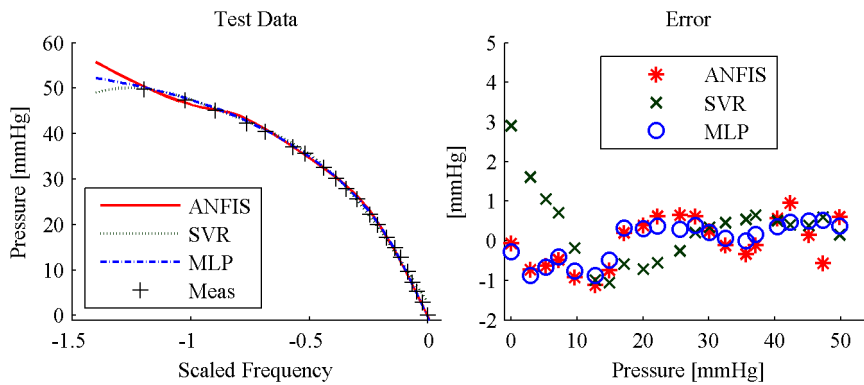 Test Data
Pressure [mmHg]
60
50
40
30
20
10
0
-1.5
-1
-0.5
0
Scaled Frequency
ANFIS
SVR
MLP
Meas
Error
[mmHg]
5
4
3
2
1
0
-1
-2
0
10
20
30
40
50
Pressure [mmHg]
ANFIS
SVR
MLP